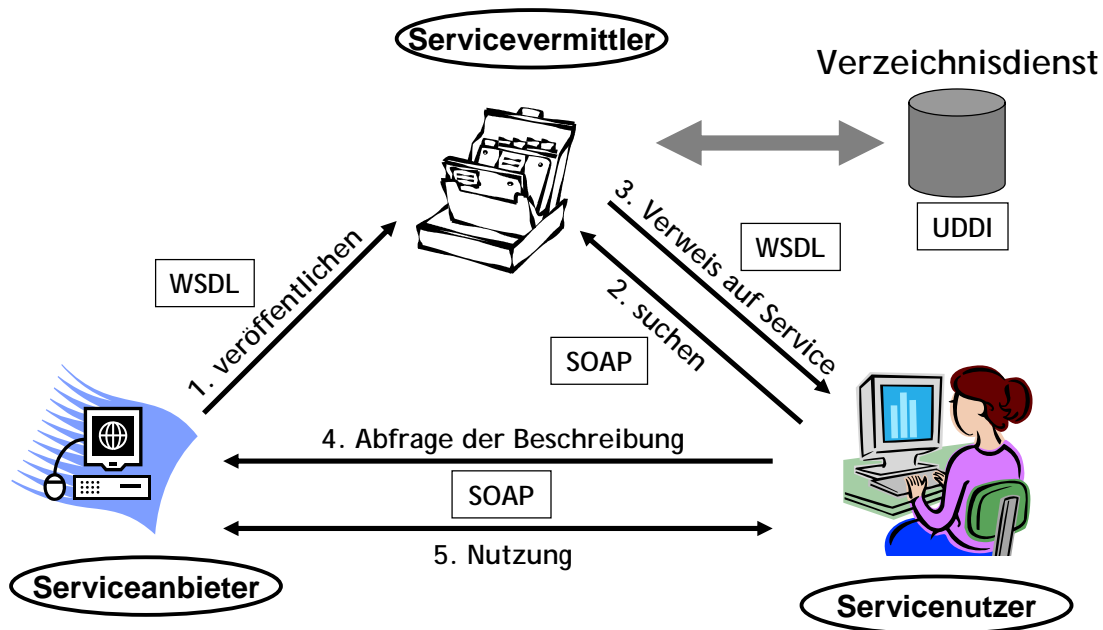 Servicevermittler
Verzeichnisdienst
UDDI
3. Verweis auf Service
WSDL
WSDL
1. veröffentlichen
2. suchen
SOAP
4. Abfrage der Beschreibung
SOAP
5. Nutzung
Serviceanbieter
Servicenutzer